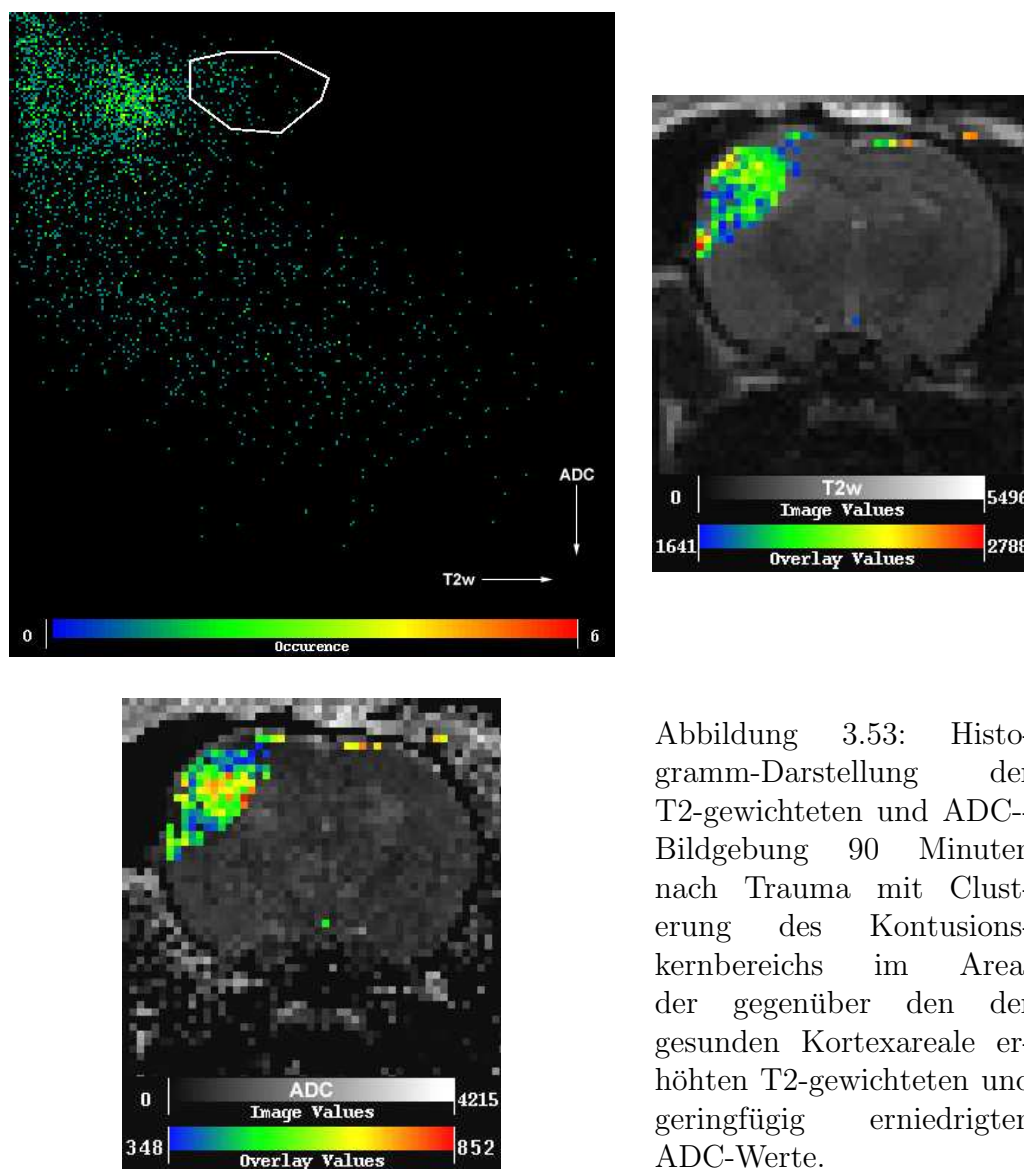 ADC
T2w
0
6
Occurence
T2w
0
5496
Image Values
1641
2788
Overlay Values
ADC
0
4215
Image Values
348
852
Overlay Values
Abbildung 3.53: Histo-
gramm-Darstellung der
T2-gewichteten und ADC--
Bildgebung 90 Minuten
nach Trauma mit Clust-
erung des Kontusions-
kernbereichs im Areal
der gegenüber den der
gesunden Kortexareale er-
höhten T2-gewichteten und
geringfügig erniedrigten
ADC-Werte.